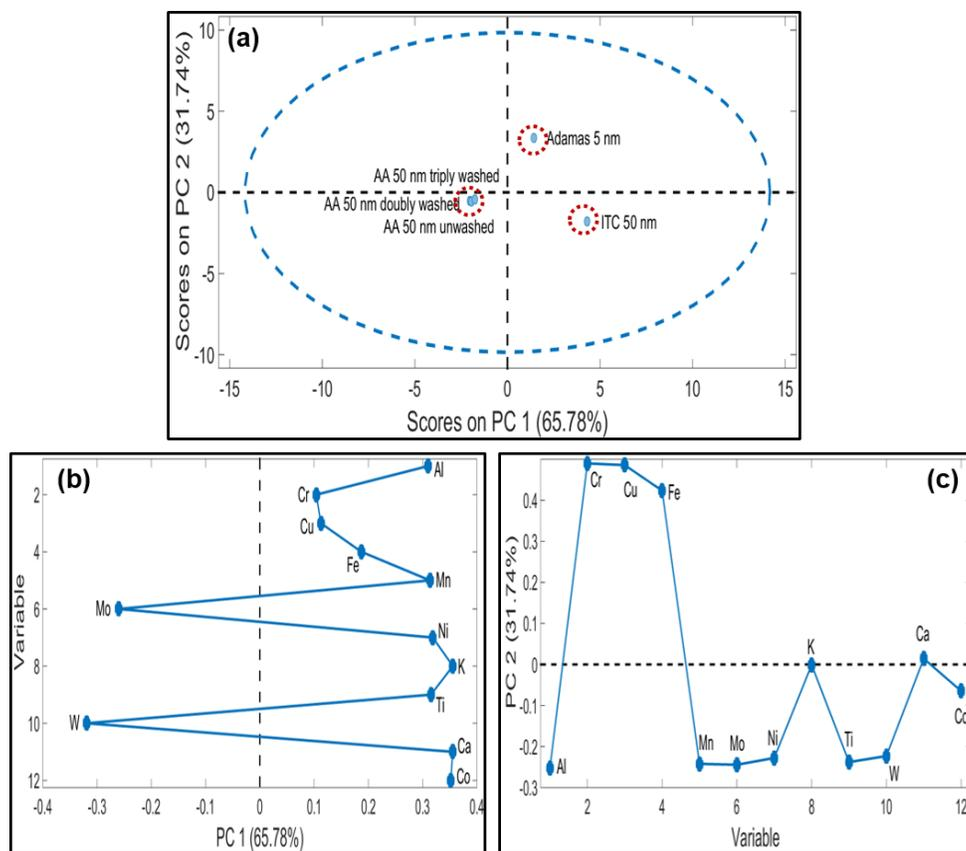 (a)
Scores on PC 2 (31.74%)
10
5
0
-5
-10
Adamas 5 nm
AA 50 nm triply washed
AA 50 nm doubly washed
AA 50 nm unwashed
ITC 50 nm
-15
-10
-5
0
5
10
15
Scores on PC 1 (65.78%)
(b)
Variable
2
4
6
8
10
12
Al
Cr
Cu
Fe
Mn
Mo
Ni
K
Ti
W
Ca
Co
-0.4
-0.3
-0.2
-0.1
0
0.1
0.2
0.3
0.4
PC 1 (65.78%)
(c)
PC 2 (31.74%)
0.4
0.3
0.2
0.1
0
-0.1
-0.2
-0.3
Al
Cr
Cu
Fe
Mn
Mo
Ni
K
Ti
W
Ca
Co
2
4
6
8
10
12
Variable